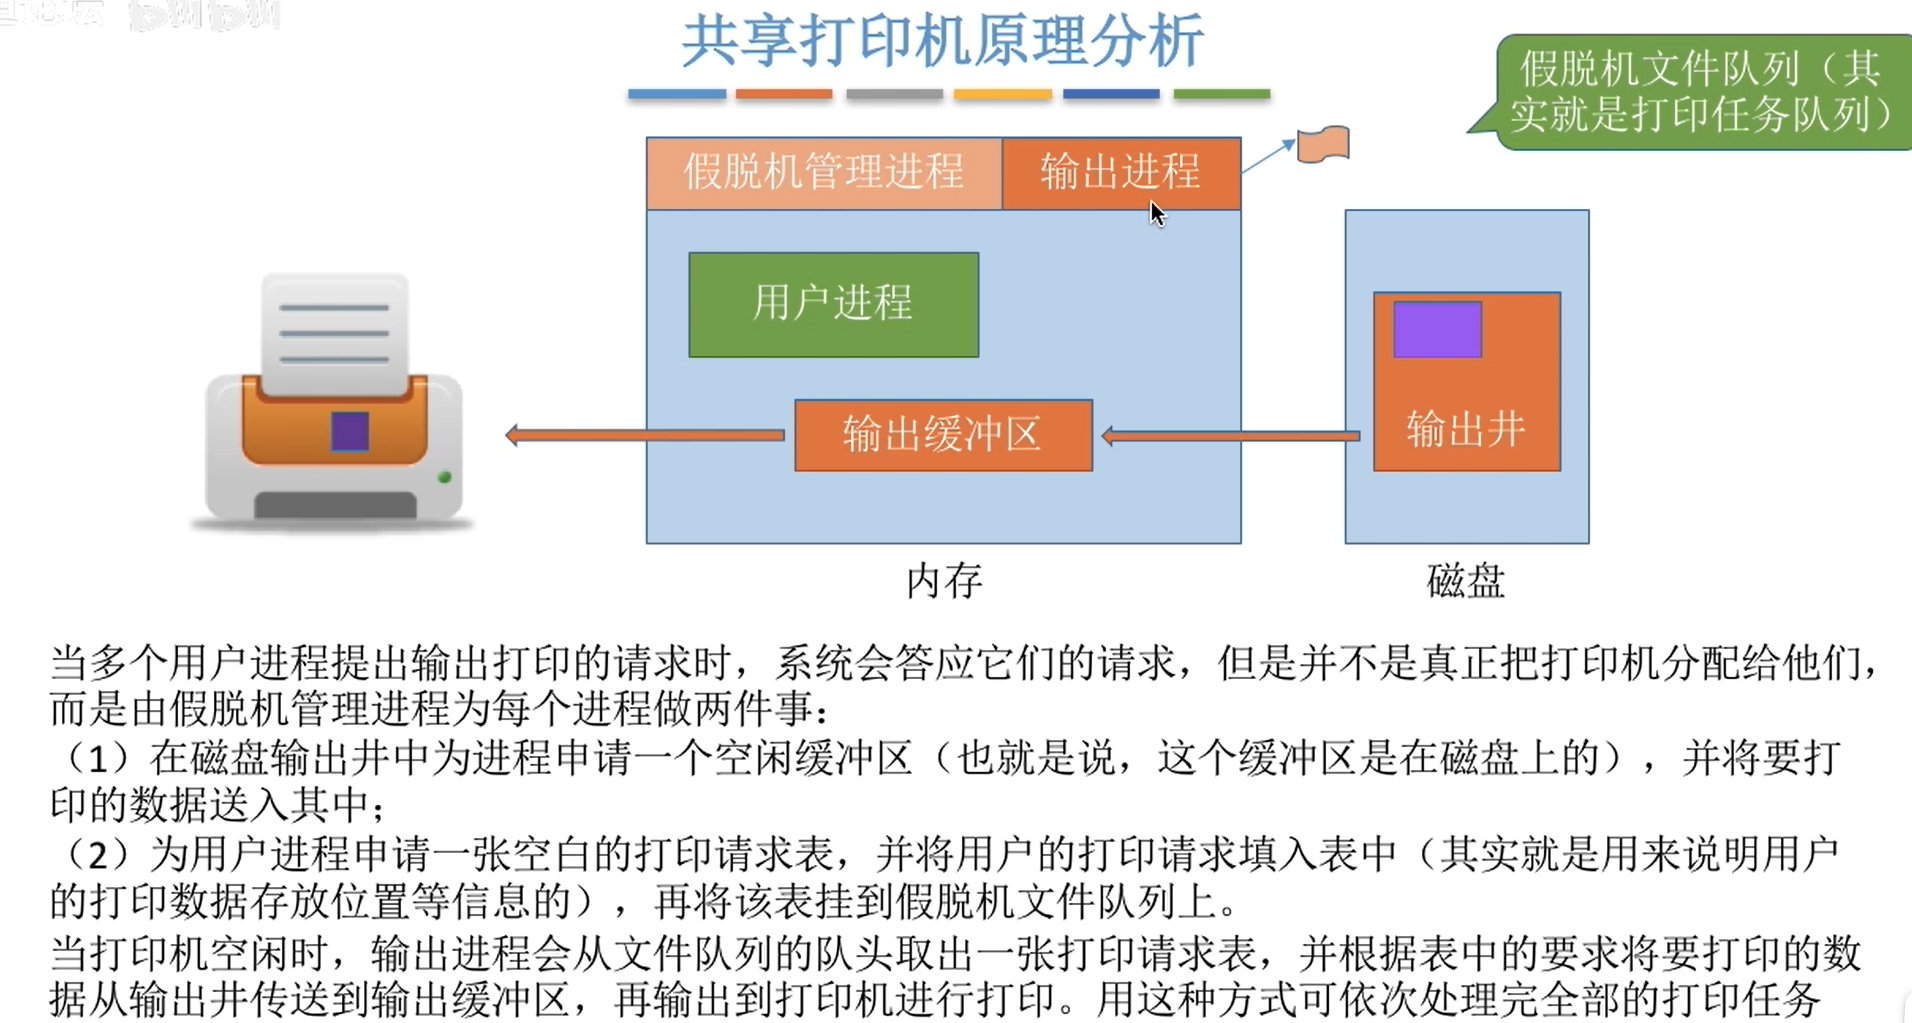 bilibili
共享打印机原理分析
假脱机文件队列（其
实就是打印任务队列）
假脱机管理进程
输出进程
用户进程
输出缓冲区
输出井
内存
磁盘
当多个用户进程提出输出打印的请求时，系统会答应它们的请求，但是并不是真正把打印机分配给他们，
而是由假脱机管理进程为每个进程做两件事：
（1）在磁盘输出井中为进程申请一个空闲缓冲区（也就是说，这个缓冲区是在磁盘上的），并将要打
印的数据送入其中；
（2）为用户进程申请一张空白的打印请求表，并将用户的打印请求填入表中（其实就是用来说明用户
的打印数据存放位置等信息的），再将该表挂到假脱机文件队列上。
当打印机空闲时，输出进程会从文件队列的队头取出一张打印请求表，并根据表中的要求将要打印的数
据从输出井传送到输出缓冲区，再输出到打印机进行打印。用这种方式可依次处理完全部的打印任务